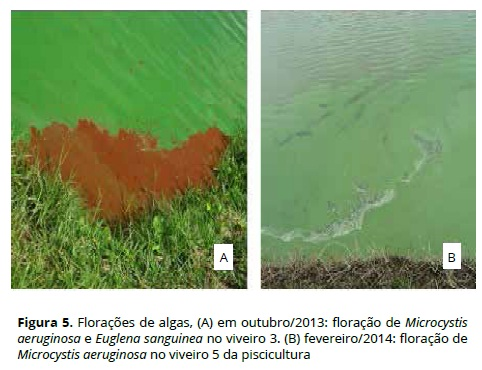 A
B
Figura 5. Florações de algas, (A) em outubro/2013: floração de Microcystis
aeruginosa e Euglena sanguinea no viveiro 3. (B) fevereiro/2014: floração de
Microcystis aeruginosa no viveiro 5 da piscicultura